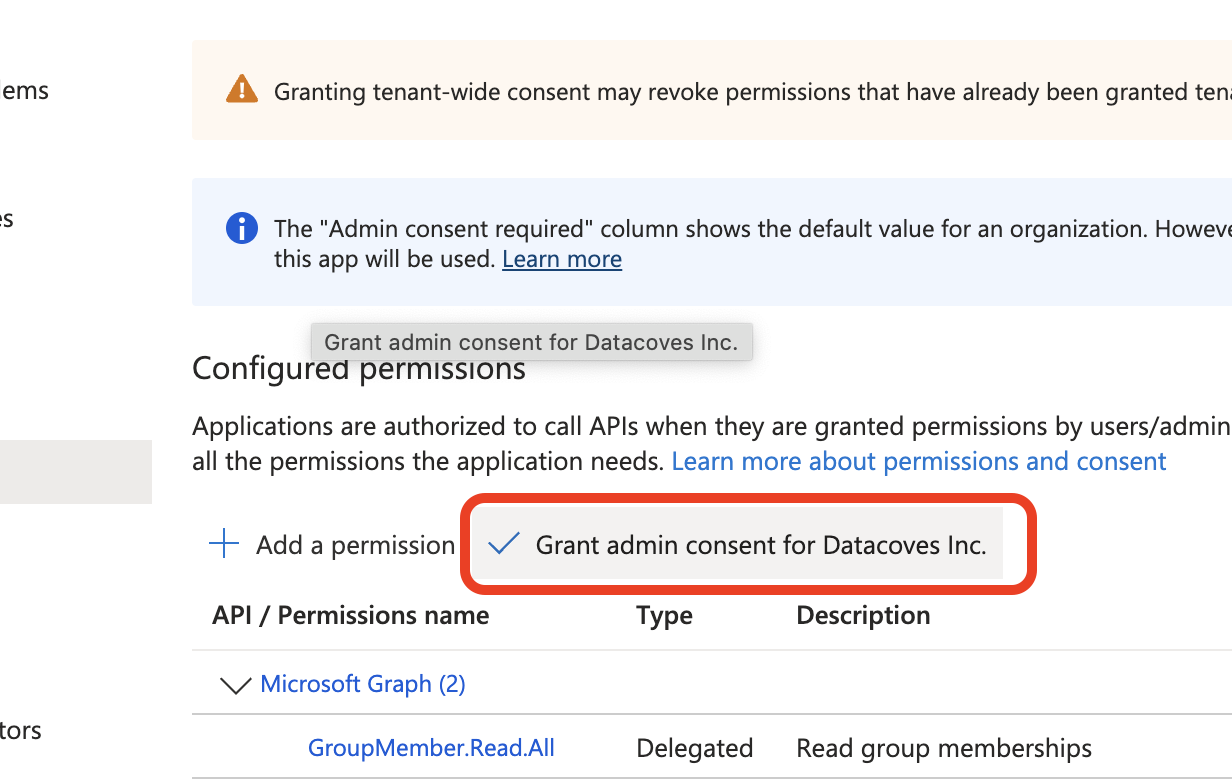 lems
Granting tenant-wide consent may revoke permissions that have already been granted ten
es
The "Admin consent required" column shows the default value for an organization. Howeve
this app will be used. Learn more
Grant admin consent for Datacoves Inc.
Configured permissions
Applications are authorized to call APIs when they are granted permissions by users/admin
all the permissions the application needs. Learn more about permissions and consent
Add a permission Grant admin consent for Datacoves Inc.
API / Permissions name Type Description
Microsoft Graph (2)
tors
GroupMember.Read.All Delegated Read group memberships